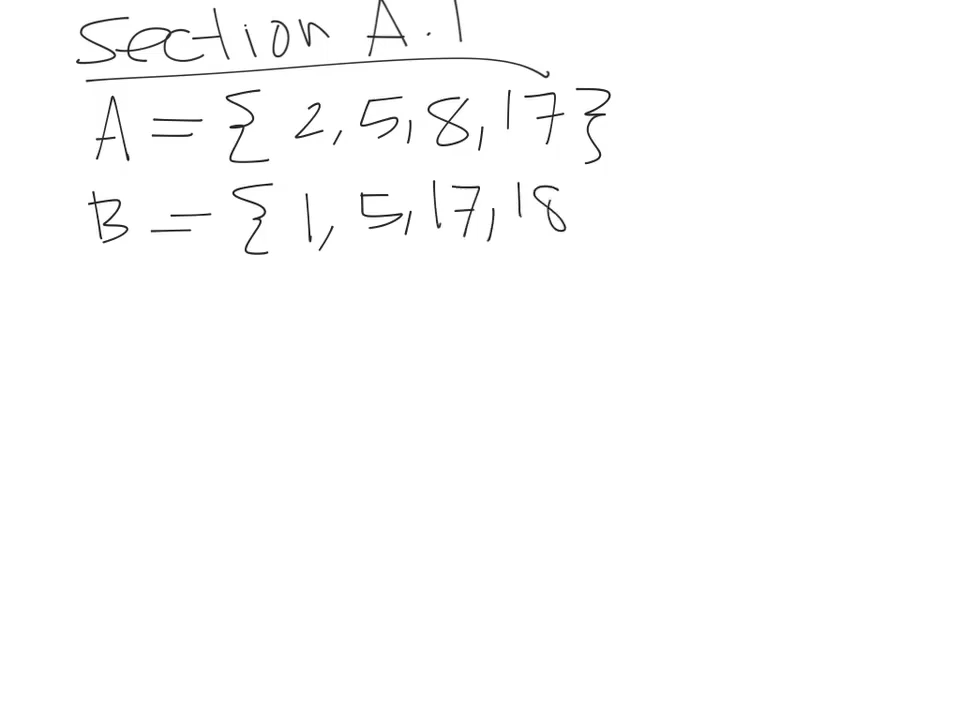 Section A.1
A = { 2, 5, 8, 17 }
B = { 1, 5, 17, 18